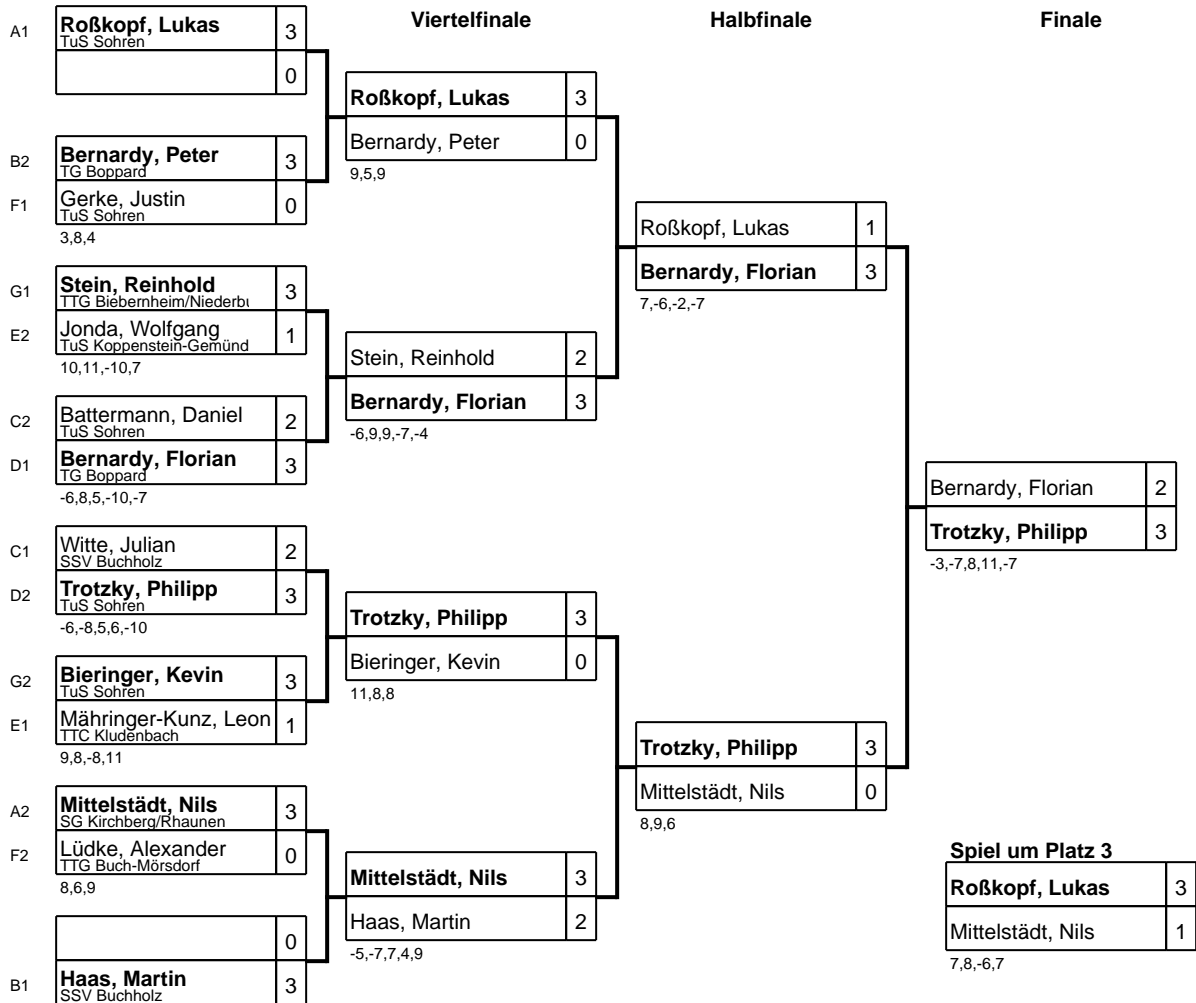 Viertelfinale
Halbfinale
Finale
A1
Roßkopf, Lukas 3
TuS Sohren
0
B2
Bernardy, Peter 3
TG Boppard
F1
Gerke, Justin 0
TuS Sohren
3,8,4
G1
Stein, Reinhold 3
TTG Biebernheim/Niederbu
E2
Jonda, Wolfgang 1
TuS Koppenstein-Gemünd
10,11,-10,7
C2
Battermann, Daniel 2
TuS Sohren
D1
Bernardy, Florian 3
TG Boppard
-6,8,5,-10,-7
C1
Witte, Julian 2
SSV Buchholz
D2
Trotzky, Philipp 3
TuS Sohren
-6,-8,5,6,-10
G2
Bieringer, Kevin 3
TuS Sohren
E1
Mähringer-Kunz, Leon 1
TTC Kludenbach
9,8,-8,11
A2
Mittelstädt, Nils 3
SG Kirchberg/Rhaunen
F2
Lüdke, Alexander 0
TTG Buch-Mörsdorf
8,6,9
0
B1
Haas, Martin 3
SSV Buchholz
Roßkopf, Lukas 3
Bernardy, Peter 0
9,5,9
Stein, Reinhold 2
Bernardy, Florian 3
-6,9,9,-7,-4
Trotzky, Philipp 3
Bieringer, Kevin 0
11,8,8
Mittelstädt, Nils 3
Haas, Martin 2
-5,-7,7,4,9
Roßkopf, Lukas 1
Bernardy, Florian 3
7,-6,-2,-7
Trotzky, Philipp 3
Mittelstädt, Nils 0
8,9,6
Bernardy, Florian 2
Trotzky, Philipp 3
-3,-7,8,11,-7
Spiel um Platz 3
Roßkopf, Lukas 3
Mittelstädt, Nils 1
7,8,-6,7